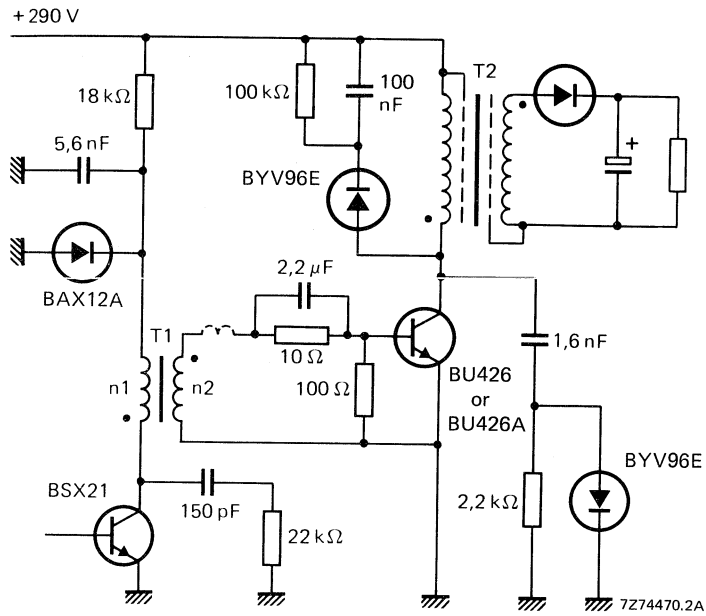 +290 V
18 kΩ
100 kΩ
100
nF
T2
5,6 nF
+
BYV96E
BAX12A
2,2 μF
T1
10 Ω
1,6 nF
n1
n2
100 Ω
BU426
or
BU426A
BSX21
150 pF
22 kΩ
2,2 kΩ
BYV96E
7Z74470.2A